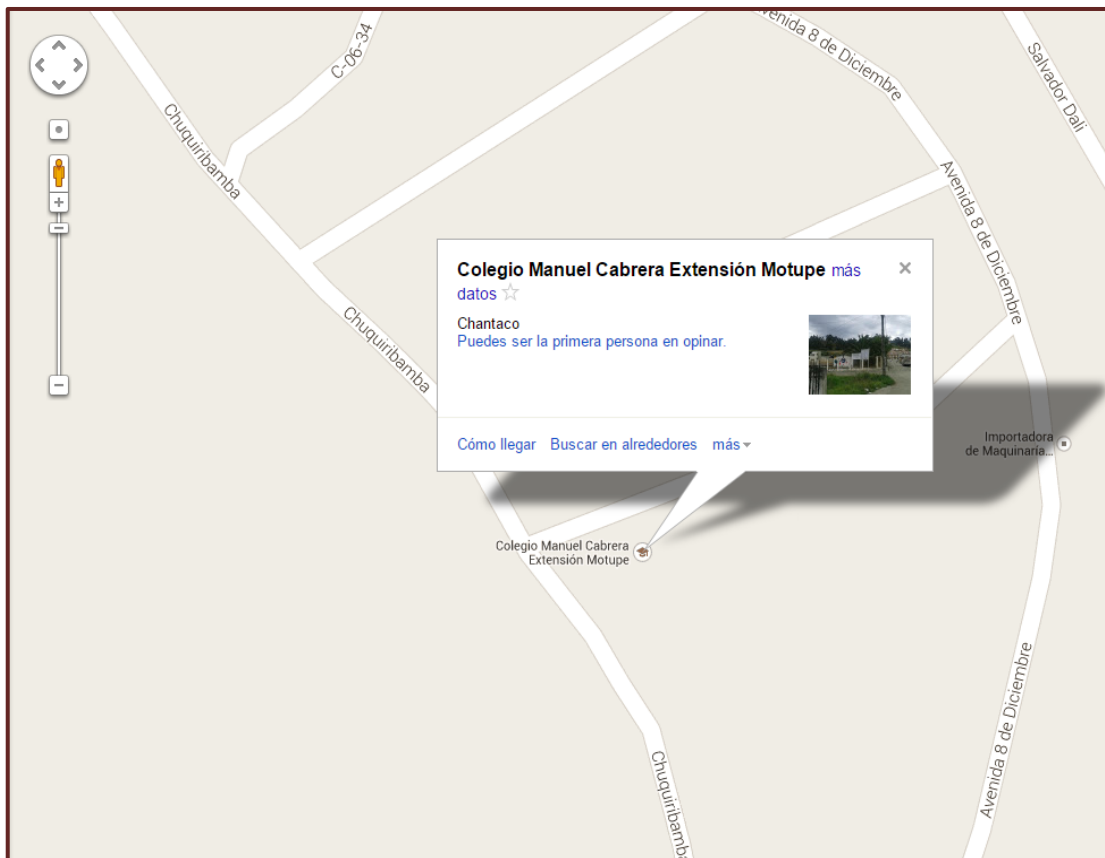 C-06-34
Avenida 8 de Diciembre
Salvador Dali
Chuquiribamba
Avenida 8 de Diciembre
Colegio Manuel Cabrera Extensión Motupe más
datos
Chantaco
Puedes ser la primera persona en opinar.
Chuquiribamba
Cómo llegar Buscar en alrededores más
Importadora
de Maquinaría...
Colegio Manuel Cabrera
Extensión Motupe
Avenida 8 de Diciembre
Chuquiribamba